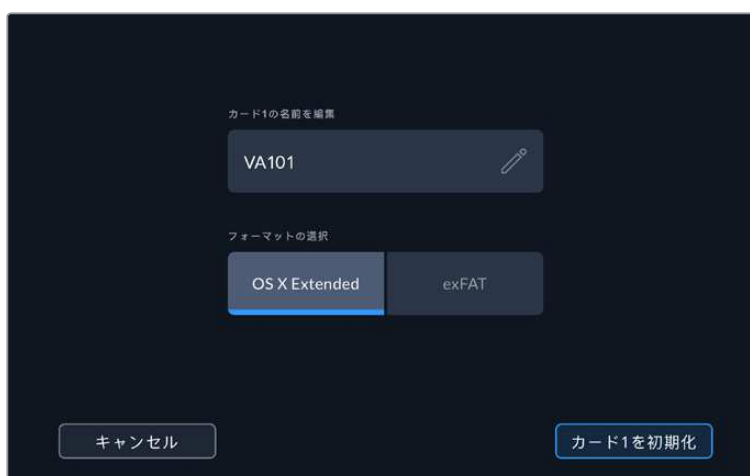 カード1の名前を編集
VA101
フォーマットの選択
OS X Extended
exFAT
キャンセル
カード1を初期化